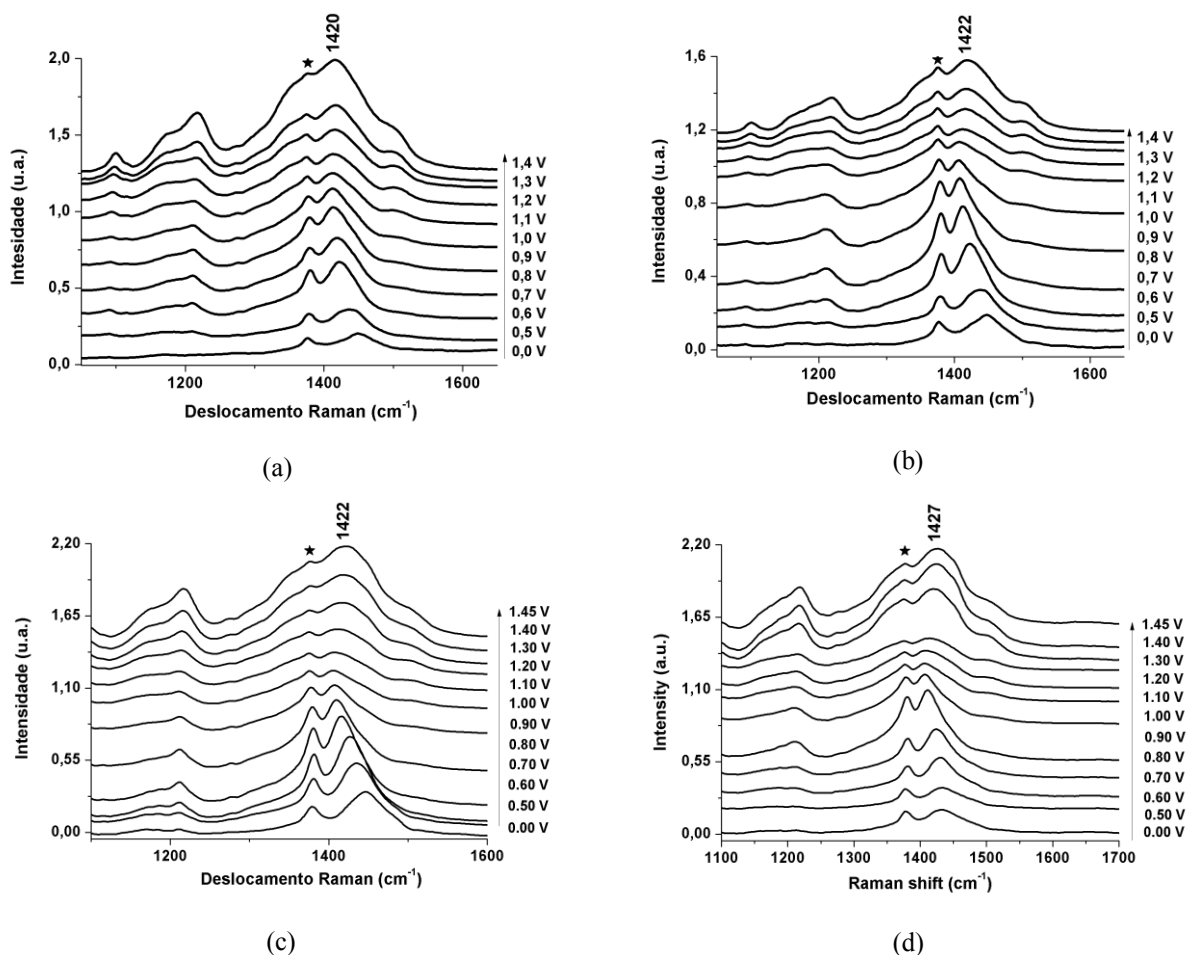 1420
★
2,0
1,5
1,0
0,5
0,0
Intesidade (u.a.)
1,4 V
1,3 V
1,2 V
1,1 V
1,0 V
0,9 V
0,8 V
0,7 V
0,6 V
0,5 V
0,0 V
1200 1400 1600
Deslocamento Raman (cm⁻¹)
(a)
1422
★
1,6
1,2
0,8
0,4
0,0
Intensidade (u.a.)
1,4 V
1,3 V
1,2 V
1,1 V
1,0 V
0,9 V
0,8 V
0,7 V
0,6 V
0,5 V
0,0 V
1200 1400 1600
Deslocamento Raman (cm⁻¹)
(b)
1422
★
2,20
1,65
1,10
0,55
0,00
Intensidade (u.a.)
1.45 V
1.40 V
1.30 V
1.20 V
1.10 V
1.00 V
0.90 V
0.80 V
0.70 V
0.60 V
0.50 V
0.00 V
1200 1400 1600
Deslocamento Raman (cm⁻¹)
(c)
1427
★
2,20
1,65
1,10
0,55
0,00
Intensity (a.u.)
1.45 V
1.40 V
1.30 V
1.20 V
1.10 V
1.00 V
0.90 V
0.80 V
0.70 V
0.60 V
0.50 V
0.00 V
1100 1200 1300 1400 1500 1600 1700
Raman shift (cm⁻¹)
(d)